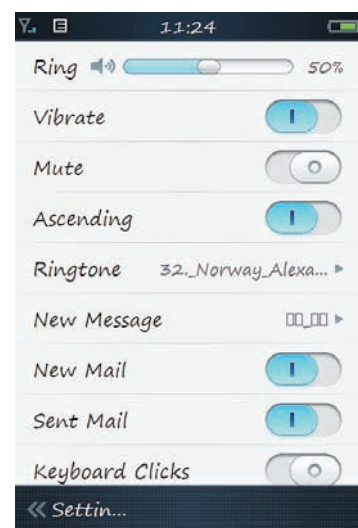 11:24
Ring 50%
Vibrate
Mute
Ascending
Ringtone 32._Norway_Alexa...
New Message □□_□□
New Mail
Sent Mail
Keyboard Clicks
Settin...